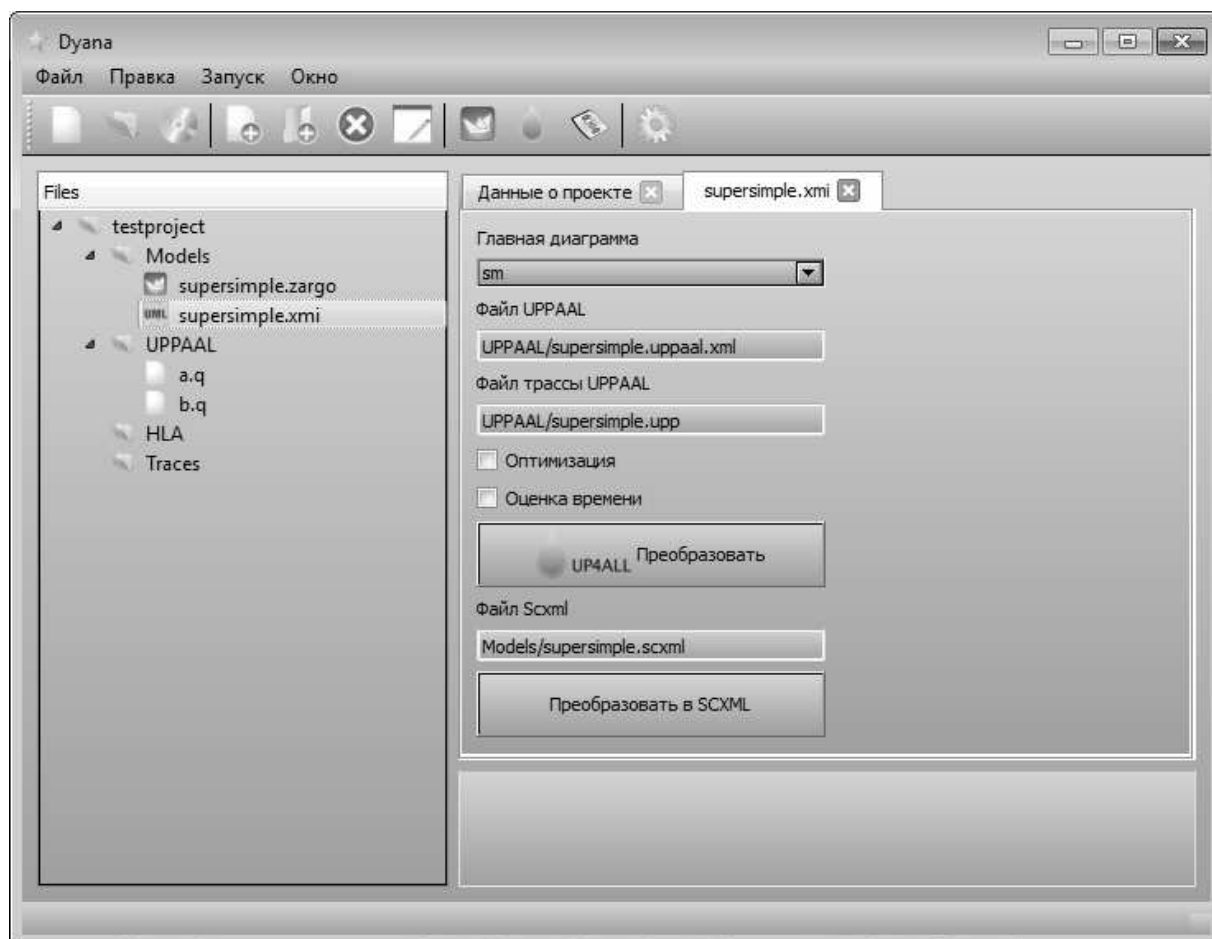 Dyana
Файл Правка Запуск Окно
Files
testproject
Models
supersimple.zargo
UML supersimple.xmi
UPPAAL
a.q
b.q
HLA
Traces
Данные о проекте supersimple.xmi
Главная диаграмма
sm
Файл UPPAAL
UPPAAL/supersimple.uppaal.xml
Файл трассы UPPAAL
UPPAAL/supersimple.upp
Оптимизация
Оценка времени
UP4ALL Преобразовать
Файл Scxml
Models/supersimple.scxml
Преобразовать в SCXML